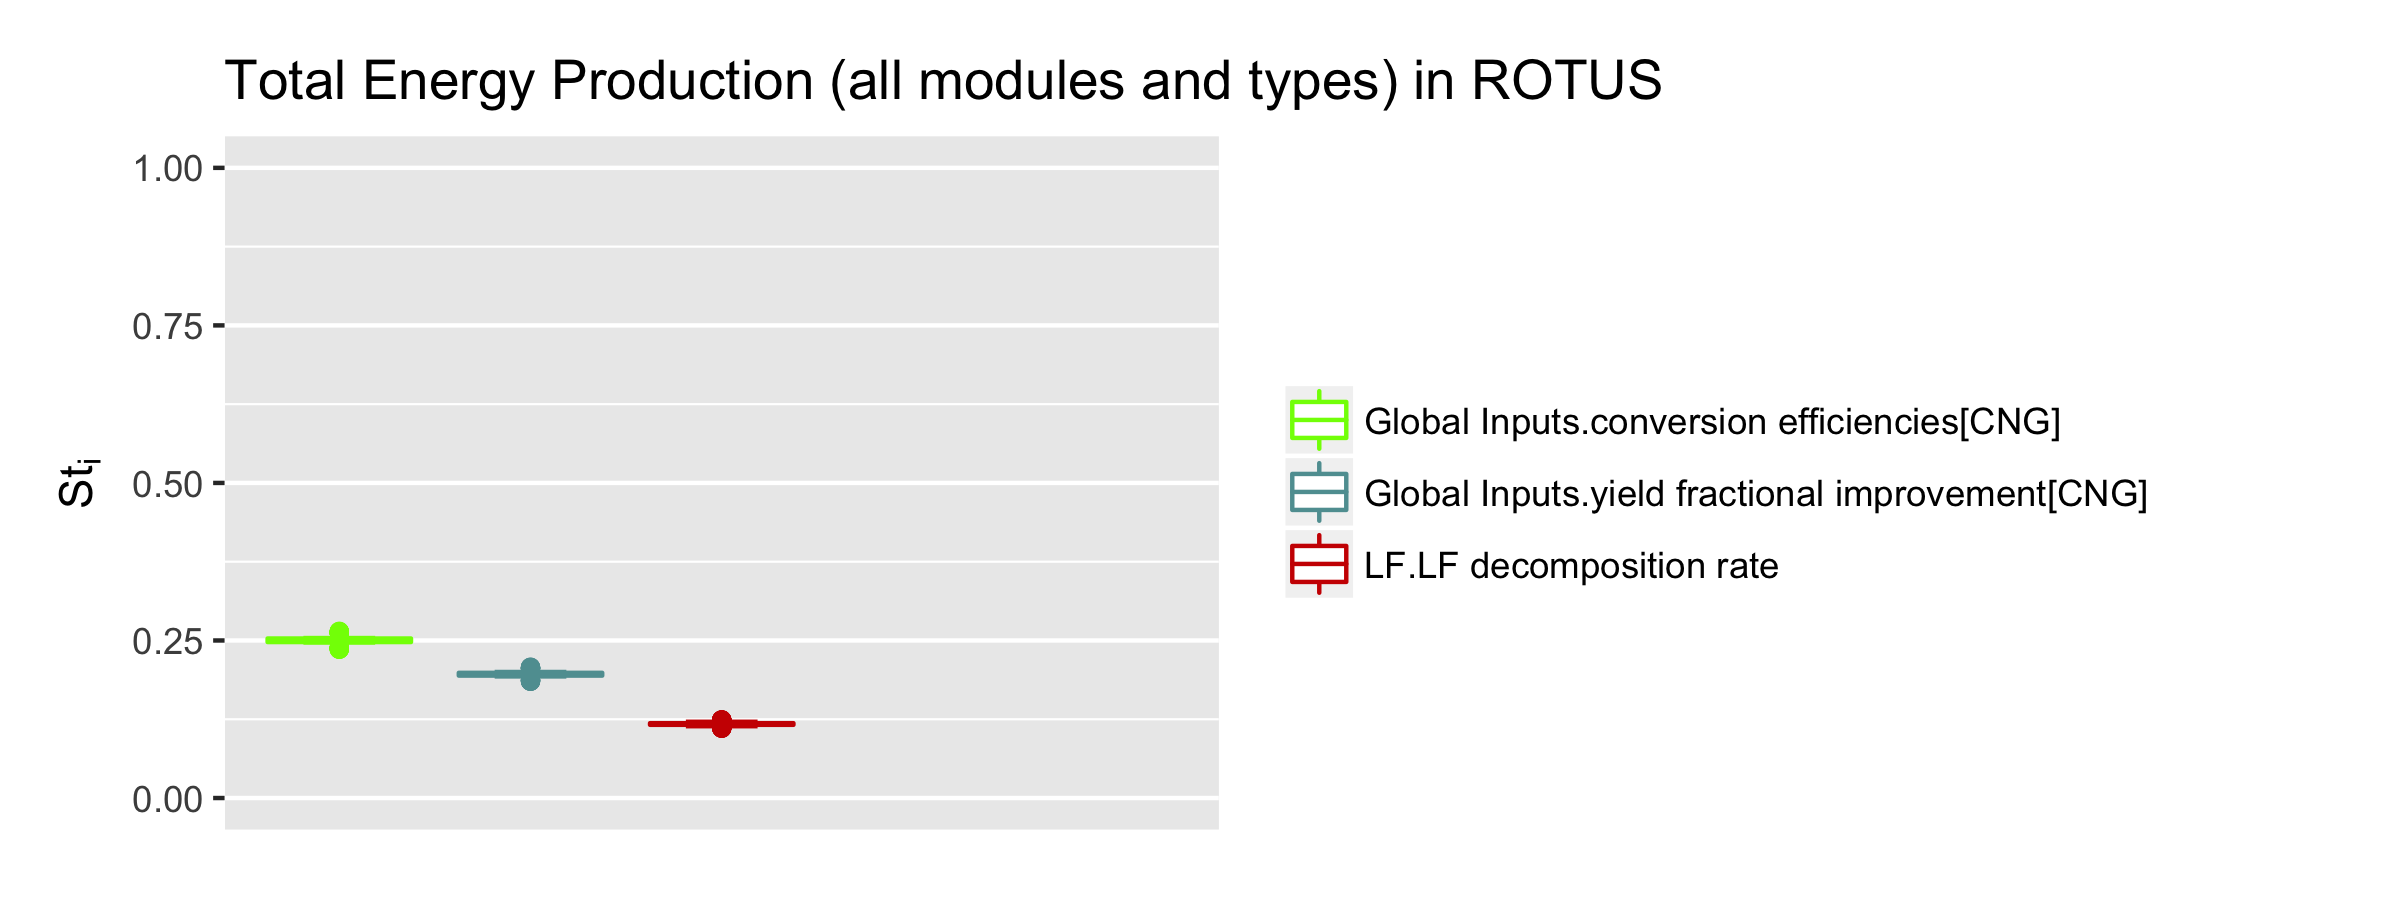 Total Energy Production (all modules and types) in ROTUS
1.00
0.75
0.50
0.25
0.00
Sti
Global Inputs.conversion efficiencies[CNG]
Global Inputs.yield fractional improvement[CNG]
LF.LF decomposition rate